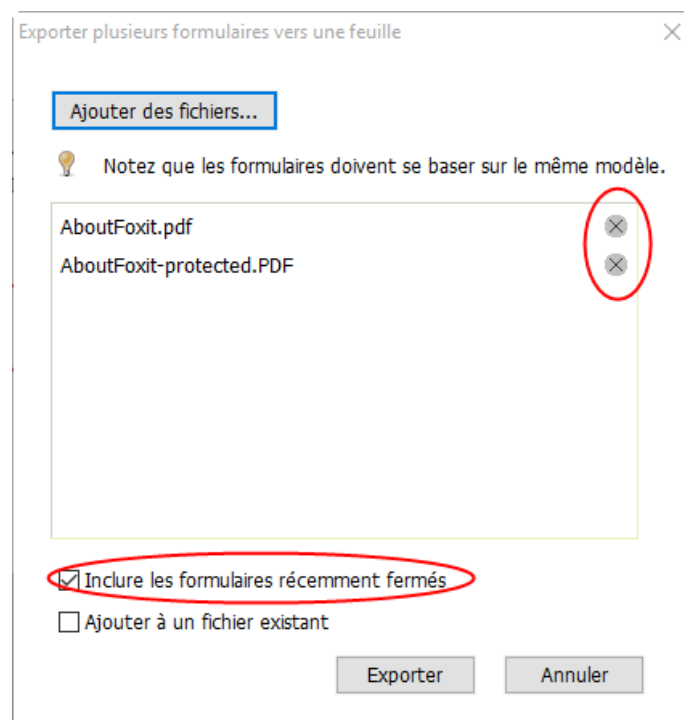 Exporter plusieurs formulaires vers une feuille
Ajouter des fichiers...
Notez que les formulaires doivent se baser sur le même modèle.
AboutFoxit.pdf
AboutFoxit-protected.PDF
Inclure les formulaires récemment fermés
Ajouter à un fichier existant
Exporter Annuler